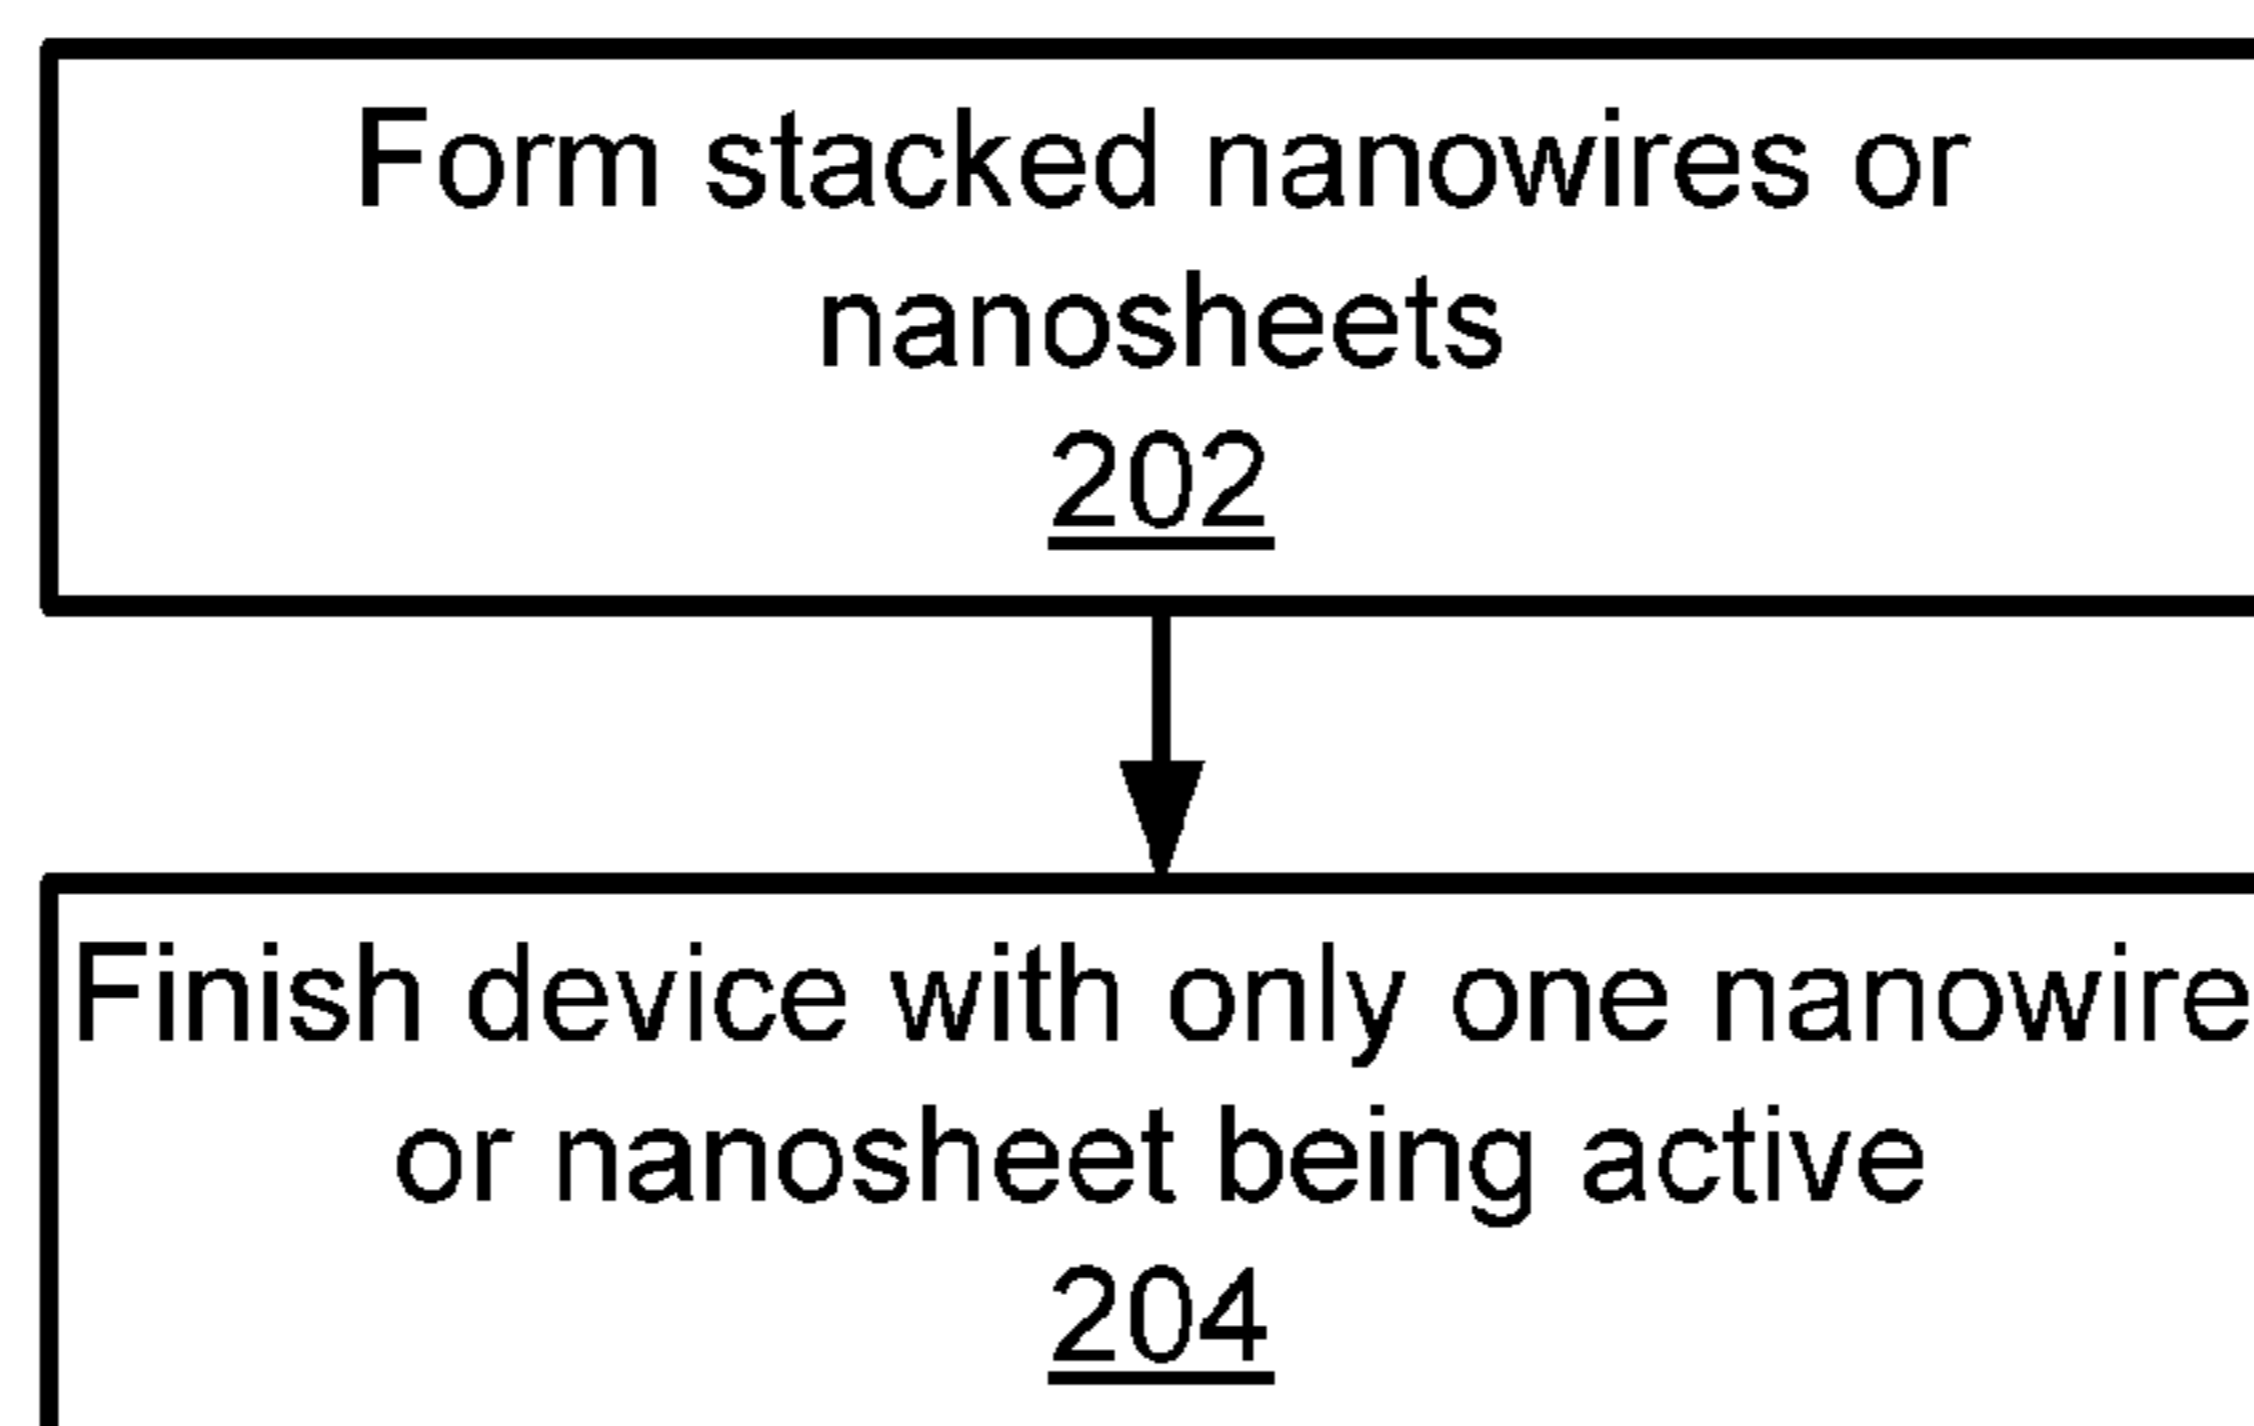 Form stacked nanowires or
nanosheets
202
Finish device with only one nanowire
or nanosheet being active
204